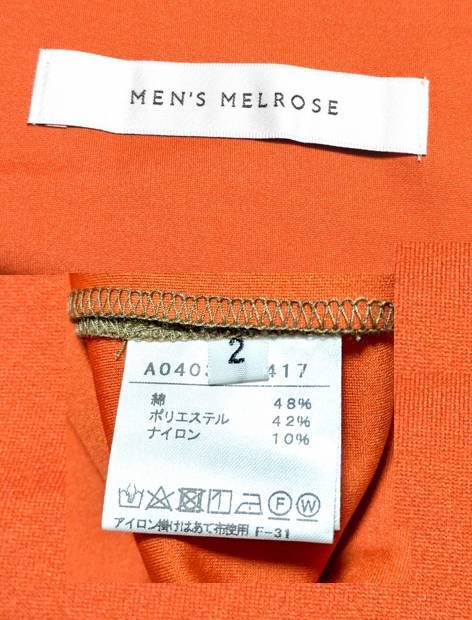 MEN'S MELROSE
2
A040 417
綿 48%
ポリエステル 42%
ナイロン 10%
F W
アイロン掛けはあて布使用 F-31